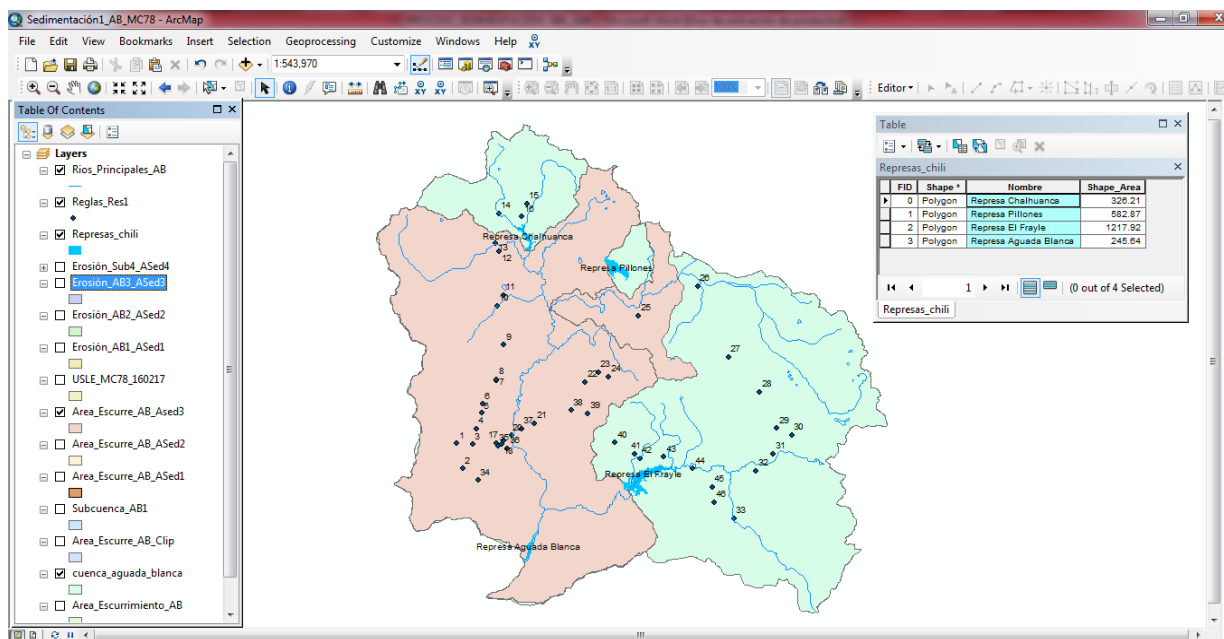 Sedimentación1_AB_MC78 - ArcMap
File Edit View Bookmarks Insert Selection Geoprocessing Customize Windows Help
1:543,970
100% Editor
Table Of Contents
Layers
Rios_Principales_AB
Reglas_Res1
Represas_chili
Erosión_Sub4_ASed4
Erosión_AB3_ASed3
Erosión_AB2_ASed2
Erosión_AB1_ASed1
USLE_MC78_160217
Area_Escurre_AB_Ased3
Area_Escurre_AB_ASed2
Area_Escurre_AB_ASed1
Subcuenca_AB1
Area_Escurre_AB_Clip
cuenca_aguada_blanca
Area_Escurrimiento_AB
15
14
Represa Chalhuanca
13
12
Represa Pillones
26
11
25
9
27
8
7
23
22 24
28
6
5
38 39
21
37
4
29
30
1 3 17
40
41
42
43
31
44
2
34
Represa El Frayle
32
45
46
33
Represa Aguada Blanca
Table
Represas_chili
FID Shape * Nombre Shape_Area
0 Polygon Represa Chalhuanca 326.21
1 Polygon Represa Pillones 582.87
2 Polygon Represa El Frayle 1217.92
3 Polygon Represa Aguada Blanca 245.64
1 (0 out of 4 Selected)
Represas_chili